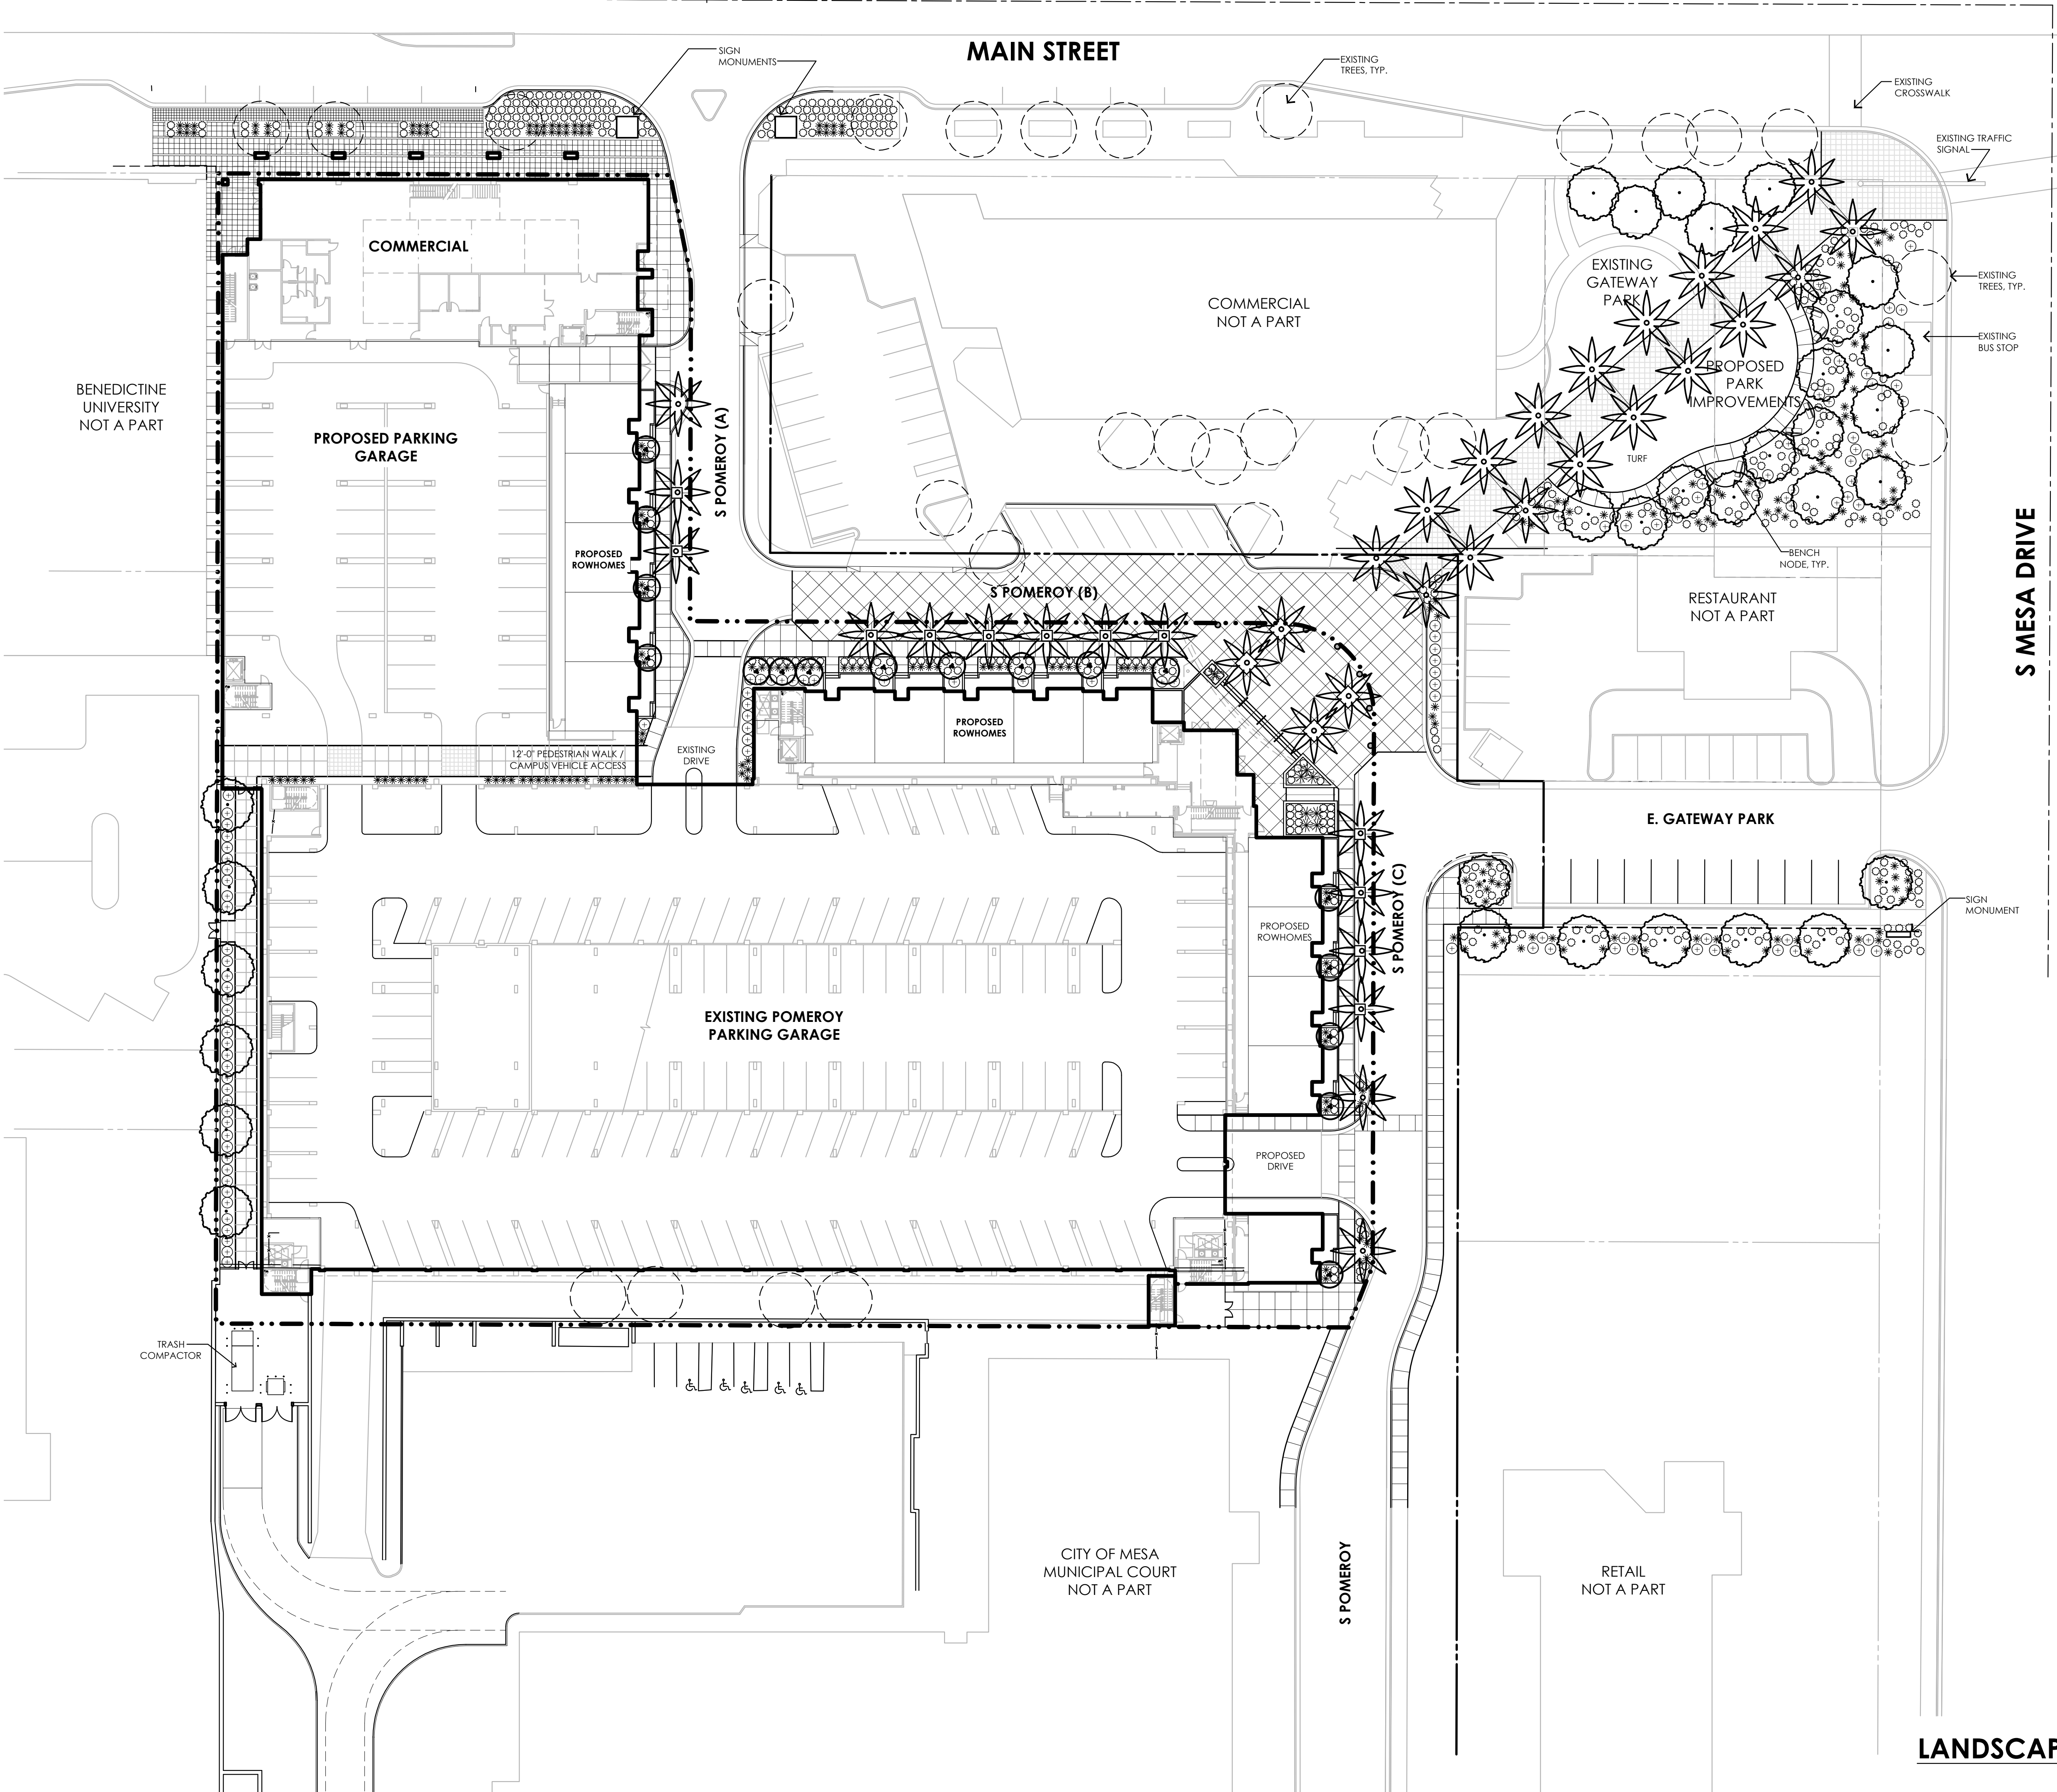 MAIN STREET
SIGN
MONUMENTS
EXISTING
TREES, TYP.
EXISTING
CROSSWALK
EXISTING TRAFFIC
SIGNAL
COMMERCIAL
EXISTING
GATEWAY
PARK
COMMERCIAL
NOT A PART
EXISTING
TREES, TYP.
EXISTING
BUS STOP
BENEDICTINE
UNIVERSITY
NOT A PART
PROPOSED
PARK
IMPROVEMENTS
PROPOSED PARKING
GARAGE
S POMEROY (A)
TURF
S MESA DRIVE
PROPOSED
ROWHOMES
BENCH
NODE, TYP.
S POMEROY (B)
RESTAURANT
NOT A PART
PROPOSED
ROWHOMES
12'-0" PEDESTRIAN WALK /
CAMPUS VEHICLE ACCESS
EXISTING
DRIVE
E. GATEWAY PARK
S POMEROY (C)
SIGN
MONUMENT
PROPOSED
ROWHOMES
EXISTING POMEROY
PARKING GARAGE
PROPOSED
DRIVE
TRASH
COMPACTOR
CITY OF MESA
MUNICIPAL COURT
NOT A PART
S POMEROY
RETAIL
NOT A PART
LANDSCAP